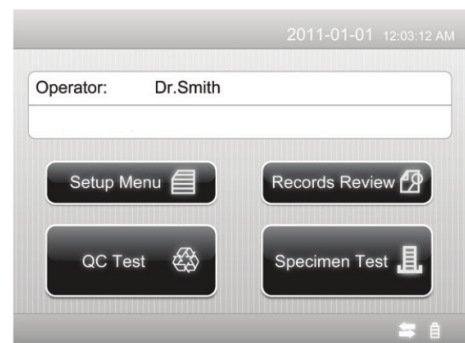 2011-01-01 12:03:12 AM
Operator: Dr.Smith
Setup Menu
Records Review
QC Test
Specimen Test